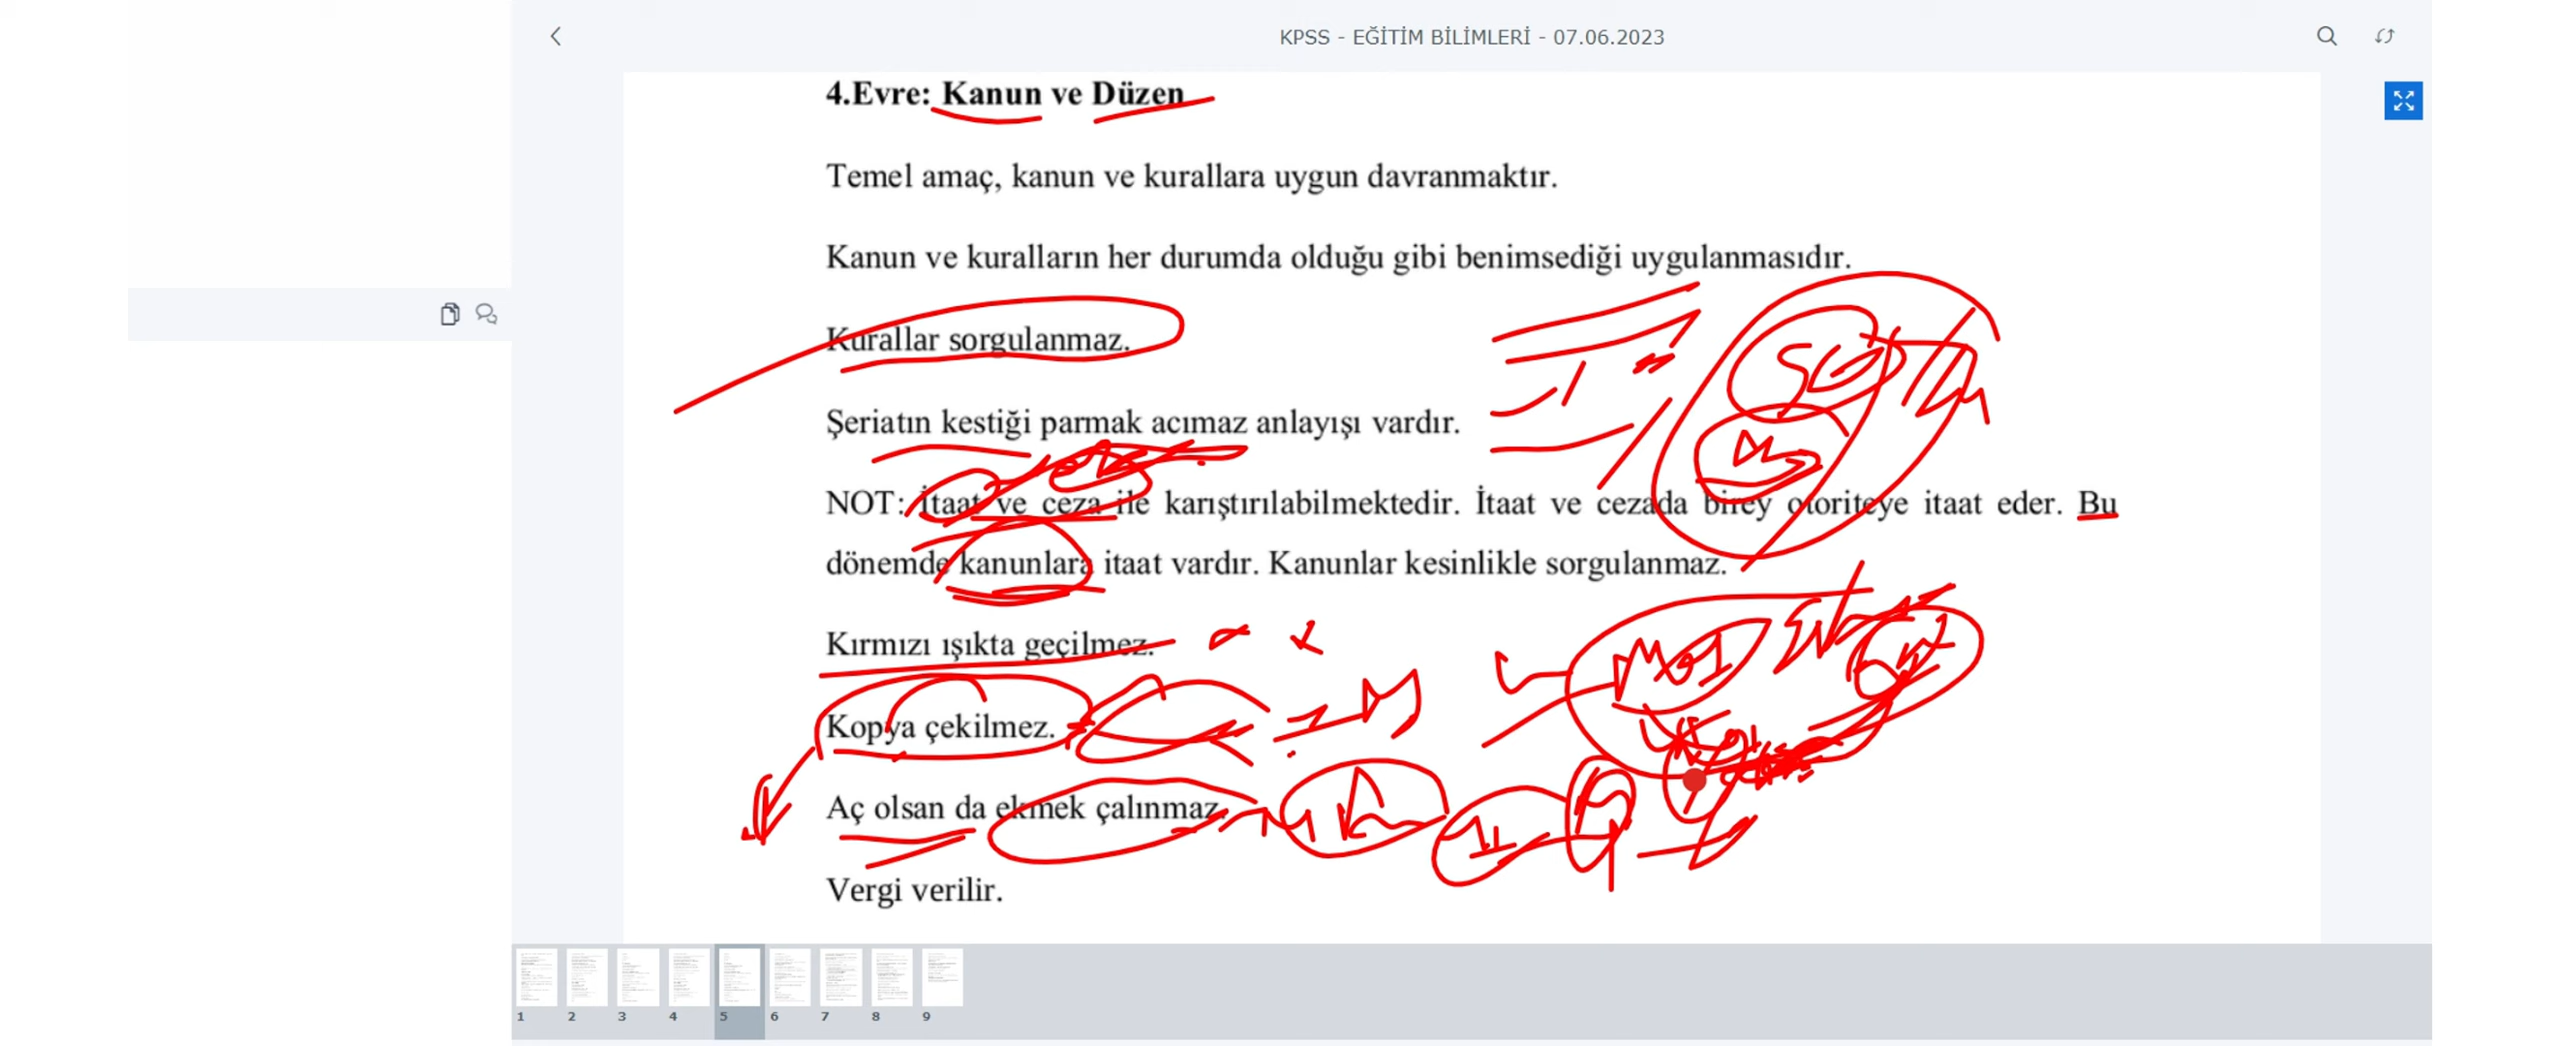 KPSS - EĞİTİM BİLİMLERİ - 07.06.2023
4.Evre: Kanun ve Düzen
Temel amaç, kanun ve kurallara uygun davranmaktır.
Kanun ve kuralların her durumda olduğu gibi benimsediği uygulanmasıdır.
Kurallar sorgulanmaz.
Şeriatın kestiği parmak acımaz anlayışı vardır.
NOT: İtaat ve ceza ile karıştırılabilmektedir. İtaat ve cezada birey otoriteye itaat eder. Bu
dönemde kanunlara itaat vardır. Kanunlar kesinlikle sorgulanmaz.
Kırmızı ışıkta geçilmez.
Kopya çekilmez.
Aç olsan da ekmek çalınmaz.
Vergi verilir.
1 2 3 4 5 6 7 8 9